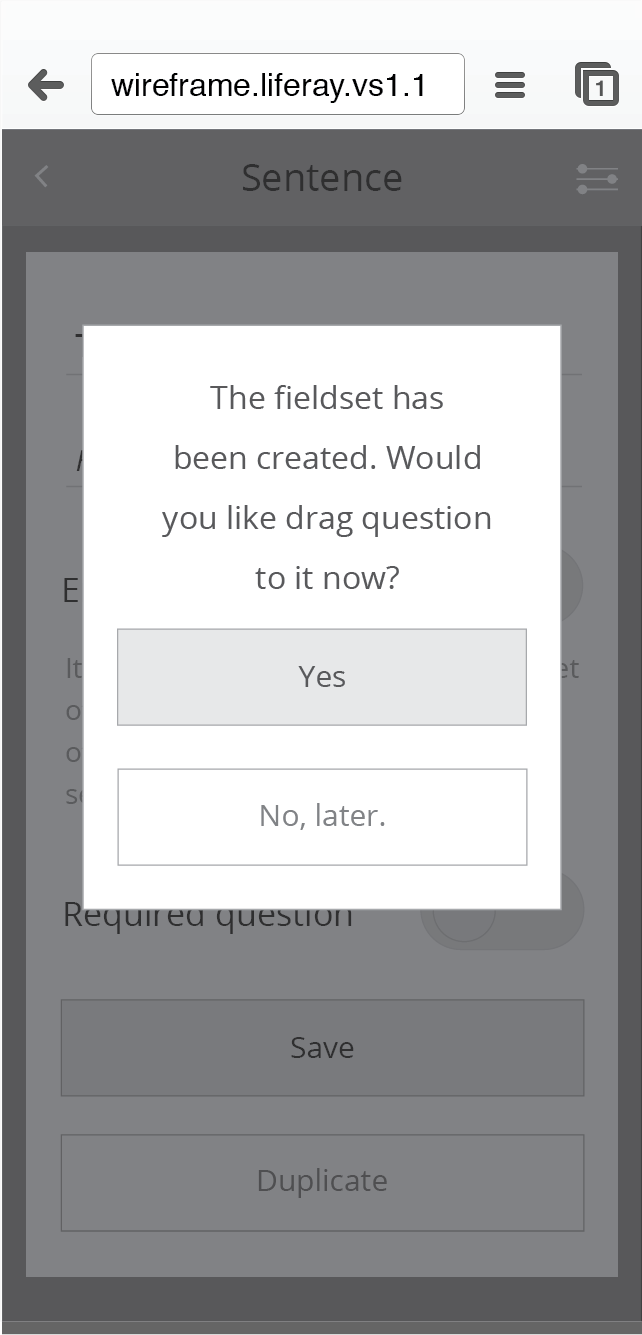 wireframe.liferay.vs1.1
1
Sentence
The fieldset has
been created. Would
you like drag question
to it now?
Yes
No, later.
Required question
Save
Duplicate